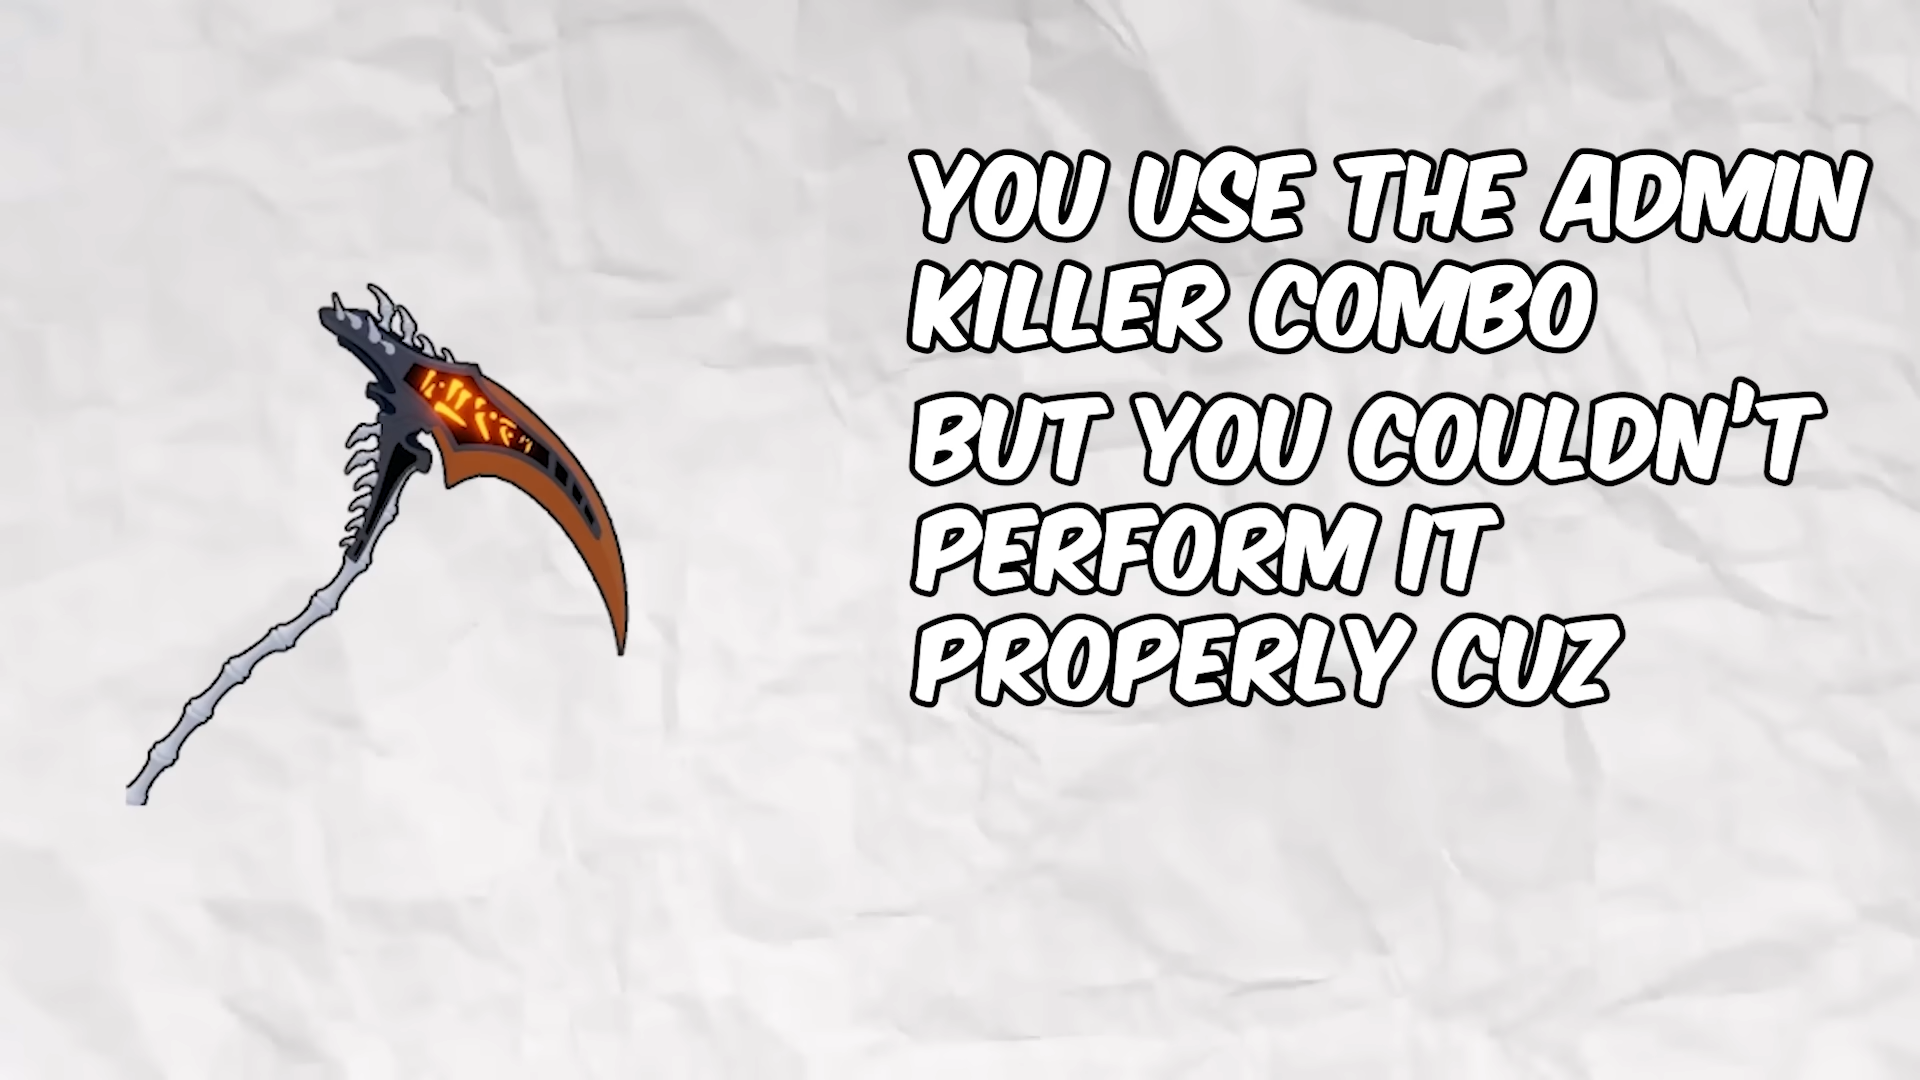 YOU USE THE ADMIN
KILLER COMBO
BUT YOU COULDN'T
PERFORM IT
PROPERLY CUZ